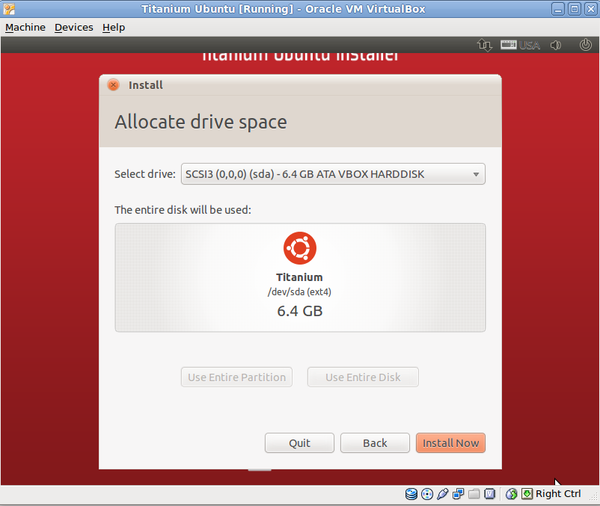 Titanium Ubuntu [Running] - Oracle VM VirtualBox
Machine Devices Help
USA
Titanium Ubuntu Installer
Install
Allocate drive space
Select drive: SCSI3 (0,0,0) (sda) - 6.4 GB ATA VBOX HARDDISK
The entire disk will be used:
Titanium
/dev/sda (ext4)
6.4 GB
Use Entire Partition Use Entire Disk
Quit Back Install Now
Right Ctrl